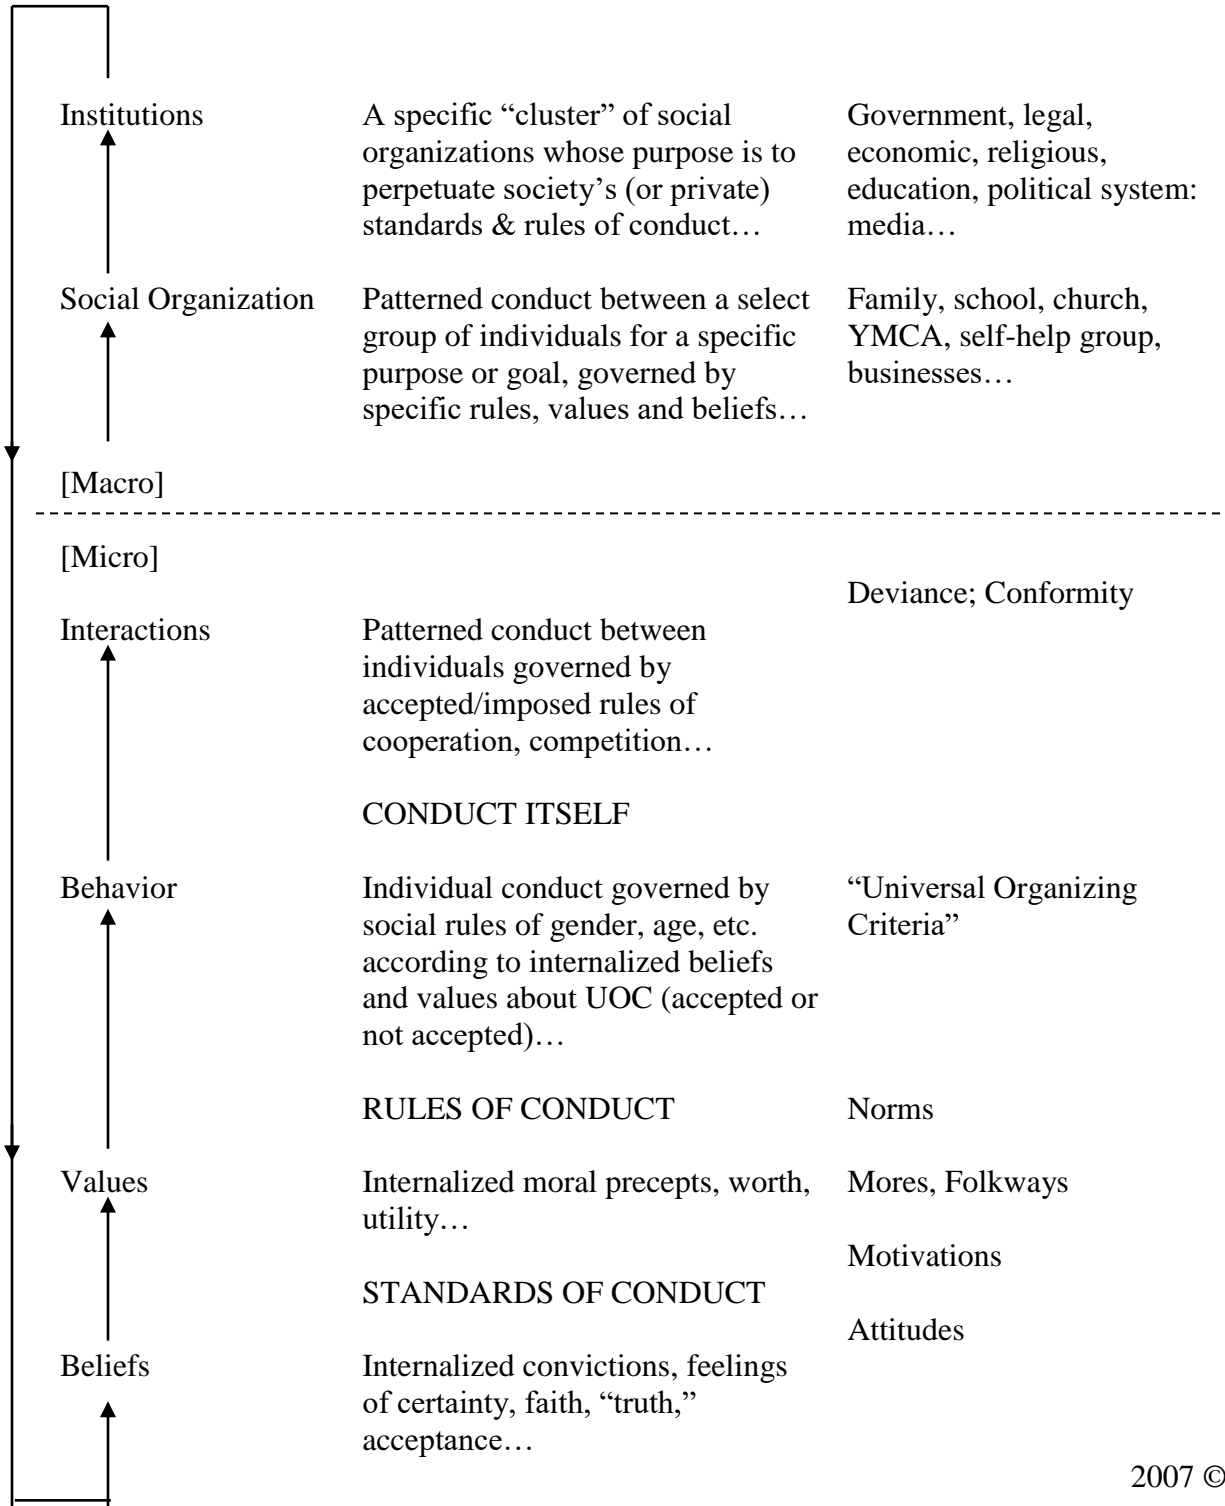 Institutions
A specific “cluster” of social
organizations whose purpose is to
perpetuate society’s (or private)
standards & rules of conduct…
Government, legal,
economic, religious,
education, political system:
media…
Social Organization
Patterned conduct between a select
group of individuals for a specific
purpose or goal, governed by
specific rules, values and beliefs…
Family, school, church,
YMCA, self-help group,
businesses…
[Macro]
[Micro]
Deviance; Conformity
Interactions
Patterned conduct between
individuals governed by
accepted/imposed rules of
cooperation, competition…
CONDUCT ITSELF
Behavior
Individual conduct governed by
social rules of gender, age, etc.
according to internalized beliefs
and values about UOC (accepted or
not accepted)…
“Universal Organizing
Criteria”
RULES OF CONDUCT
Norms
Values
Internalized moral precepts, worth,
utility…
Mores, Folkways
Motivations
STANDARDS OF CONDUCT
Attitudes
Beliefs
Internalized convictions, feelings
of certainty, faith, “truth,”
acceptance…
2007 ©